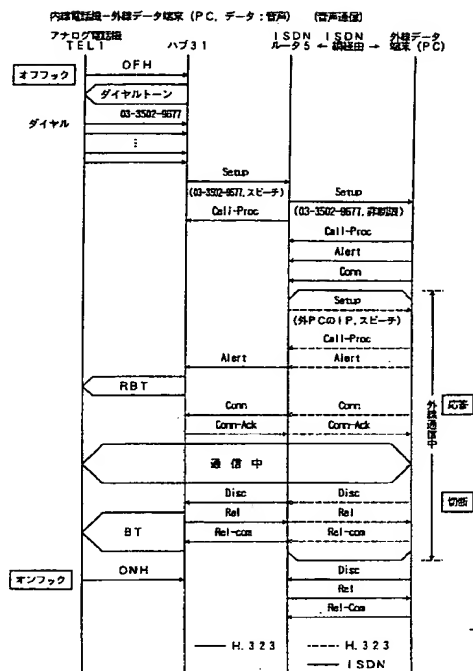 内線電話機－外線データ端末（ＰＣ，データ：音声）　（音声通信）
アナログ電話機
ＴＥＬ１
ハブ３１
ＩＳＤＮ
ルータ５
ＩＳＤＮ
← 網経由 →
外線データ
端末（ＰＣ）
オフフック
ＯＦＨ
ダイヤルトーン
ダイヤル
03-3502-9677
⋮
Setup
(03-3502-9677,スピーチ)
Setup
Call-Proc
(03-3502-9677,非制限)
Call-Proc
Alert
Conn
Setup
(外ＰＣのＩＰ,スピーチ)
Call-Proc
Alert
Alert
ＲＢＴ
Conn
Conn
応答
Conn-Ack
Conn-Ack
外線通信中
通信中
Disc
Disc
切断
Rel
Rel
ＢＴ
Rel-com
Rel-com
オンフック
ＯＮＨ
Disc
Rel
Rel-Com
Ｈ．３２３
Ｈ．３２３
ＩＳＤＮ